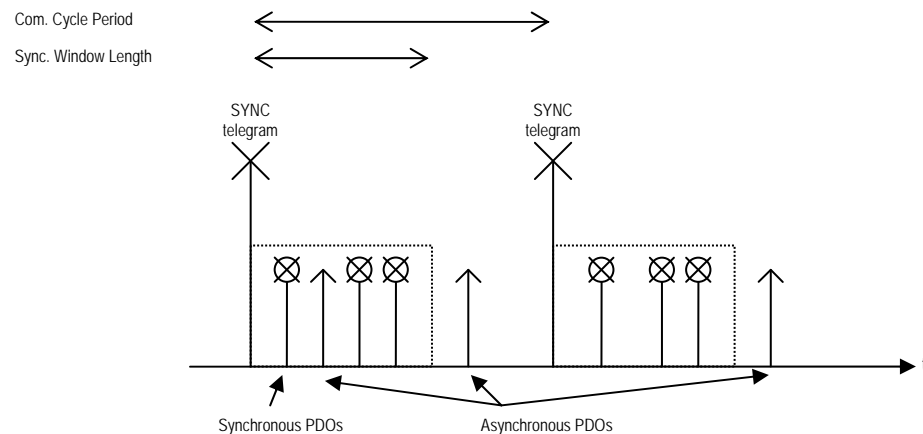 Com. Cycle Period
Sync. Window Length
SYNC
telegram
SYNC
telegram
Synchronous PDOs
Asynchronous PDOs